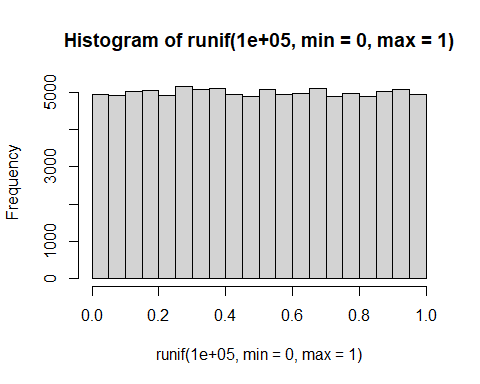 Histogram of runif(1e+05, min = 0, max = 1)
Frequency
5000
3000
1000
0
0.0 0.2 0.4 0.6 0.8 1.0
runif(1e+05, min = 0, max = 1)